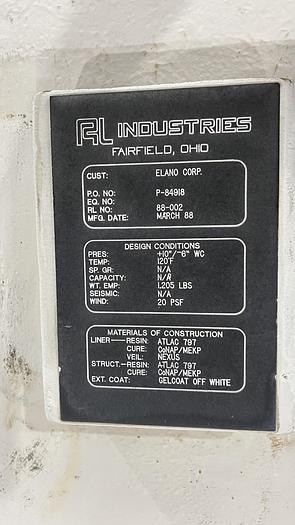 RL INDUSTRIES
FAIRFIELD, OHIO
CUST: ELANO CORP.
P.O. NO: P-84918
EQ. NO:
RL NO: 88-002
MFG. DATE: MARCH 88
DESIGN CONDITIONS
PRES: +10"/-6" WC
TEMP: 120°F
SP. GR: N/A
CAPACITY: N/A
WT. EMP: 1,205 LBS
SEISMIC: N/A
WIND: 20 PSF
MATERIALS OF CONSTRUCTION
LINER—RESIN: ATLAC 797
CURE: CoNAP/MEKP
VEIL: NEXUS
STRUCT.—RESIN: ATLAC 797
CURE: CoNAP/MEKP
EXT. COAT: GELCOAT OFF WHITE